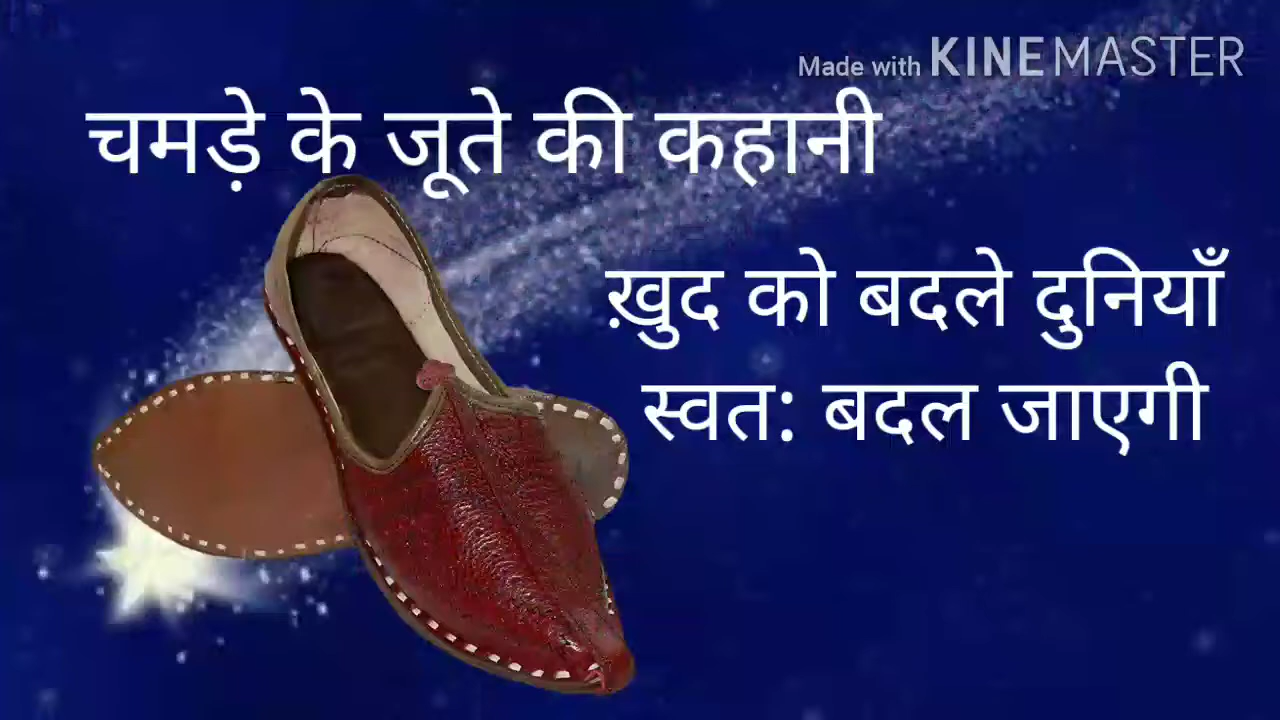 Made with KINEMASTER
चमड़े के जूते की कहानी
ख़ुद को बदले दुनियाँ
स्वत: बदल जाएगी